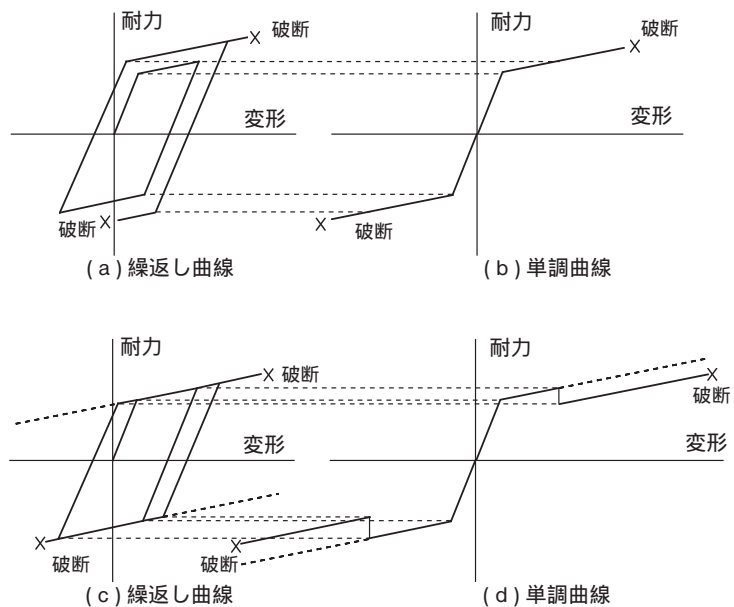 耐力
× 破断
変形
破断 ×
( a ) 繰返し曲線
耐力
破断
×
変形
×
破断
( b ) 単調曲線
耐力
× 破断
変形
×
破断
( c ) 繰返し曲線
耐力
×
破断
変形
×
破断
( d ) 単調曲線